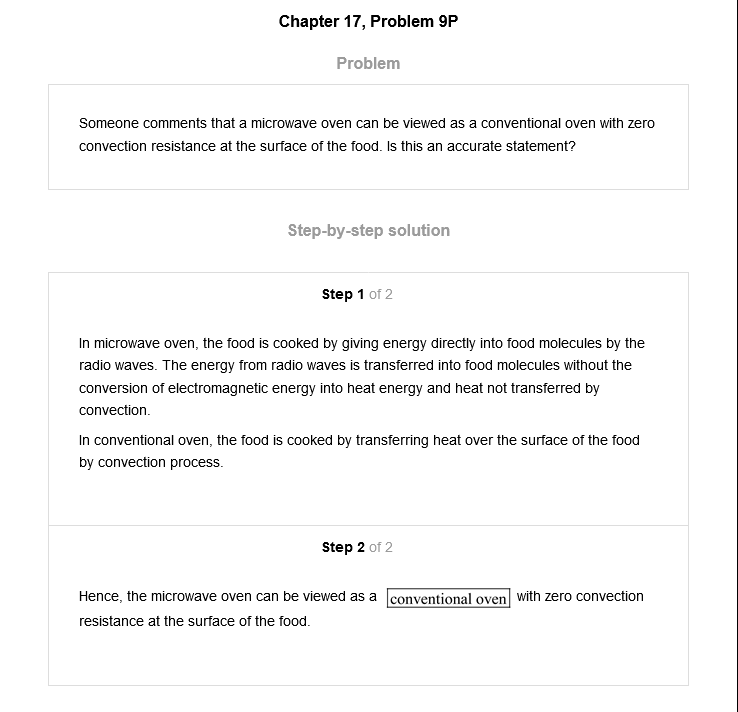 Chapter 17, Problem 9P
Problem
Someone comments that a microwave oven can be viewed as a conventional oven with zero
convection resistance at the surface of the food. Is this an accurate statement?
Step-by-step solution
Step 1 of 2
In microwave oven, the food is cooked by giving energy directly into food molecules by the
radio waves. The energy from radio waves is transferred into food molecules without the
conversion of electromagnetic energy into heat energy and heat not transferred by
convection.
In conventional oven, the food is cooked by transferring heat over the surface of the food
by convection process.
Step 2 of 2
Hence, the microwave oven can be viewed as a conventional oven with zero convection
resistance at the surface of the food.